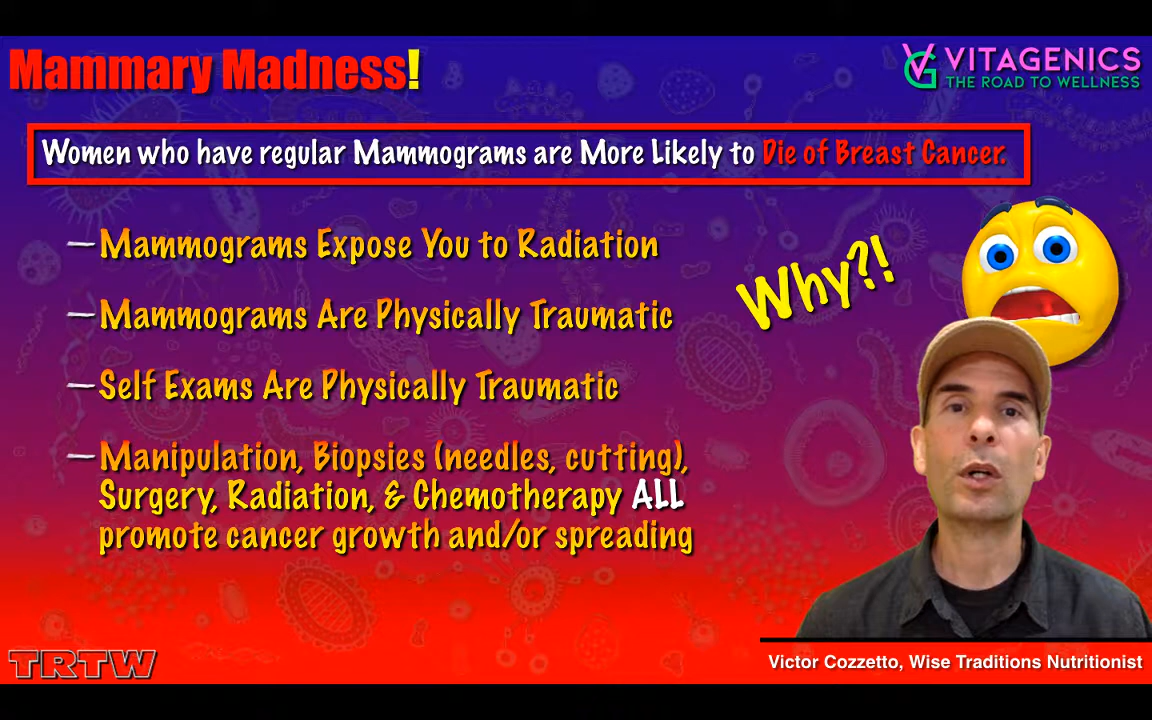 Mammary Madness!
VG VITAGENICS
THE ROAD TO WELLNESS
Women who have regular Mammograms are More Likely to Die of Breast Cancer.
—Mammograms Expose You to Radiation
Why?!
—Mammograms Are Physically Traumatic
—Self Exams Are Physically Traumatic
—Manipulation, Biopsies (needles, cutting),
Surgery, Radiation, & Chemotherapy ALL
promote cancer growth and/or spreading
TRTW
Victor Cozzetto, Wise Traditions Nutritionist